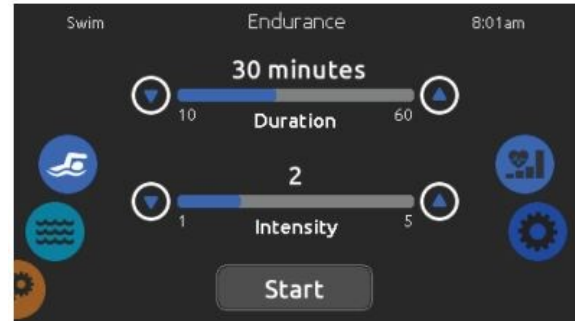 Swim Endurance 8:01am
30 minutes
10 Duration 60
2
1 Intensity 5
Start